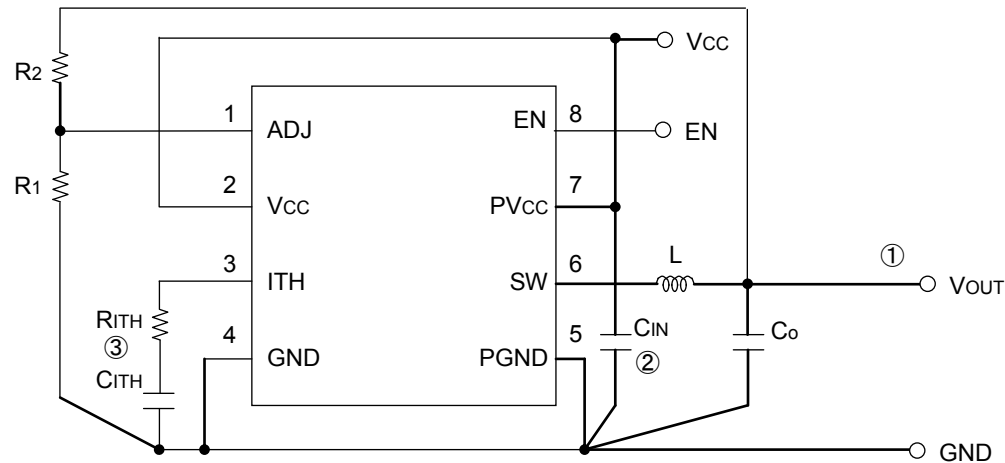 VCC
R2
1
ADJ
EN
8
EN
R1
2
VCC
PVCC
7
3
ITH
SW
6
L
①
VOUT
RITH
③
CITH
4
GND
PGND
5
CIN
②
Co
GND